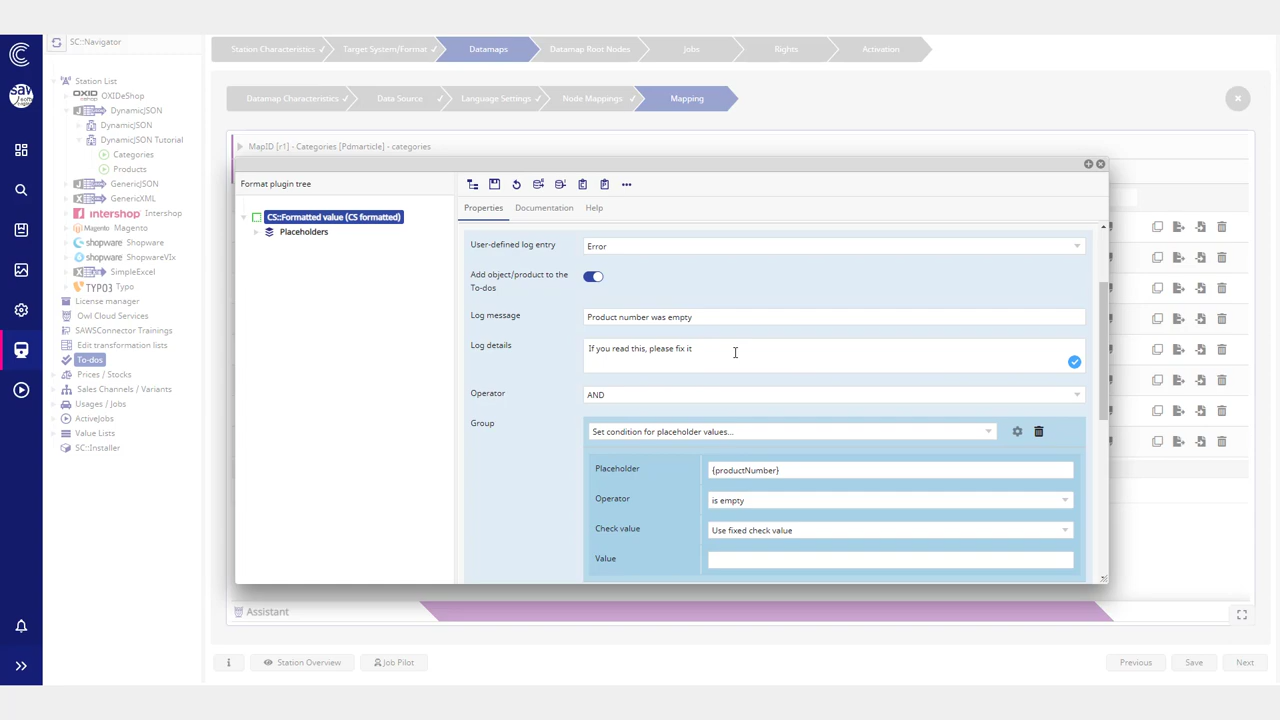 SC::Navigator
Station List
OXID eShop OXIDeShop
DynamicJSON
DynamicJSON
DynamicJSON Tutorial
Categories
Products
GenericJSON
GenericXML
intershop Intershop
Magento Magento
shopware Shopware
shopware ShopwareVIx
SimpleExcel
TYPO3 Typo
License manager
Owl Cloud Services
SAWSConnector Trainings
Edit transformation lists
To-dos
Prices / Stocks
Sales Channels / Variants
Usages / Jobs
ActiveJobs
Value Lists
SC::Installer
Station Characteristics
Target System/Format
Datamaps
Datamap Root Nodes
Jobs
Rights
Activation
Datamap Characteristics
Data Source
Language Settings
Node Mappings
Mapping
MapID [r1] - Categories [Pdmarticle] - categories
Format plugin tree
CS::Formatted value (CS formatted)
Placeholders
Properties
Documentation
Help
User-defined log entry
Error
Add object/product to the
To-dos
Log message
Product number was empty
Log details
If you read this, please fix it
Operator
AND
Group
Set condition for placeholder values...
Placeholder
{productNumber}
Operator
is empty
Check value
Use fixed check value
Value
Assistant
Station Overview
Job Pilot
Previous
Save
Next